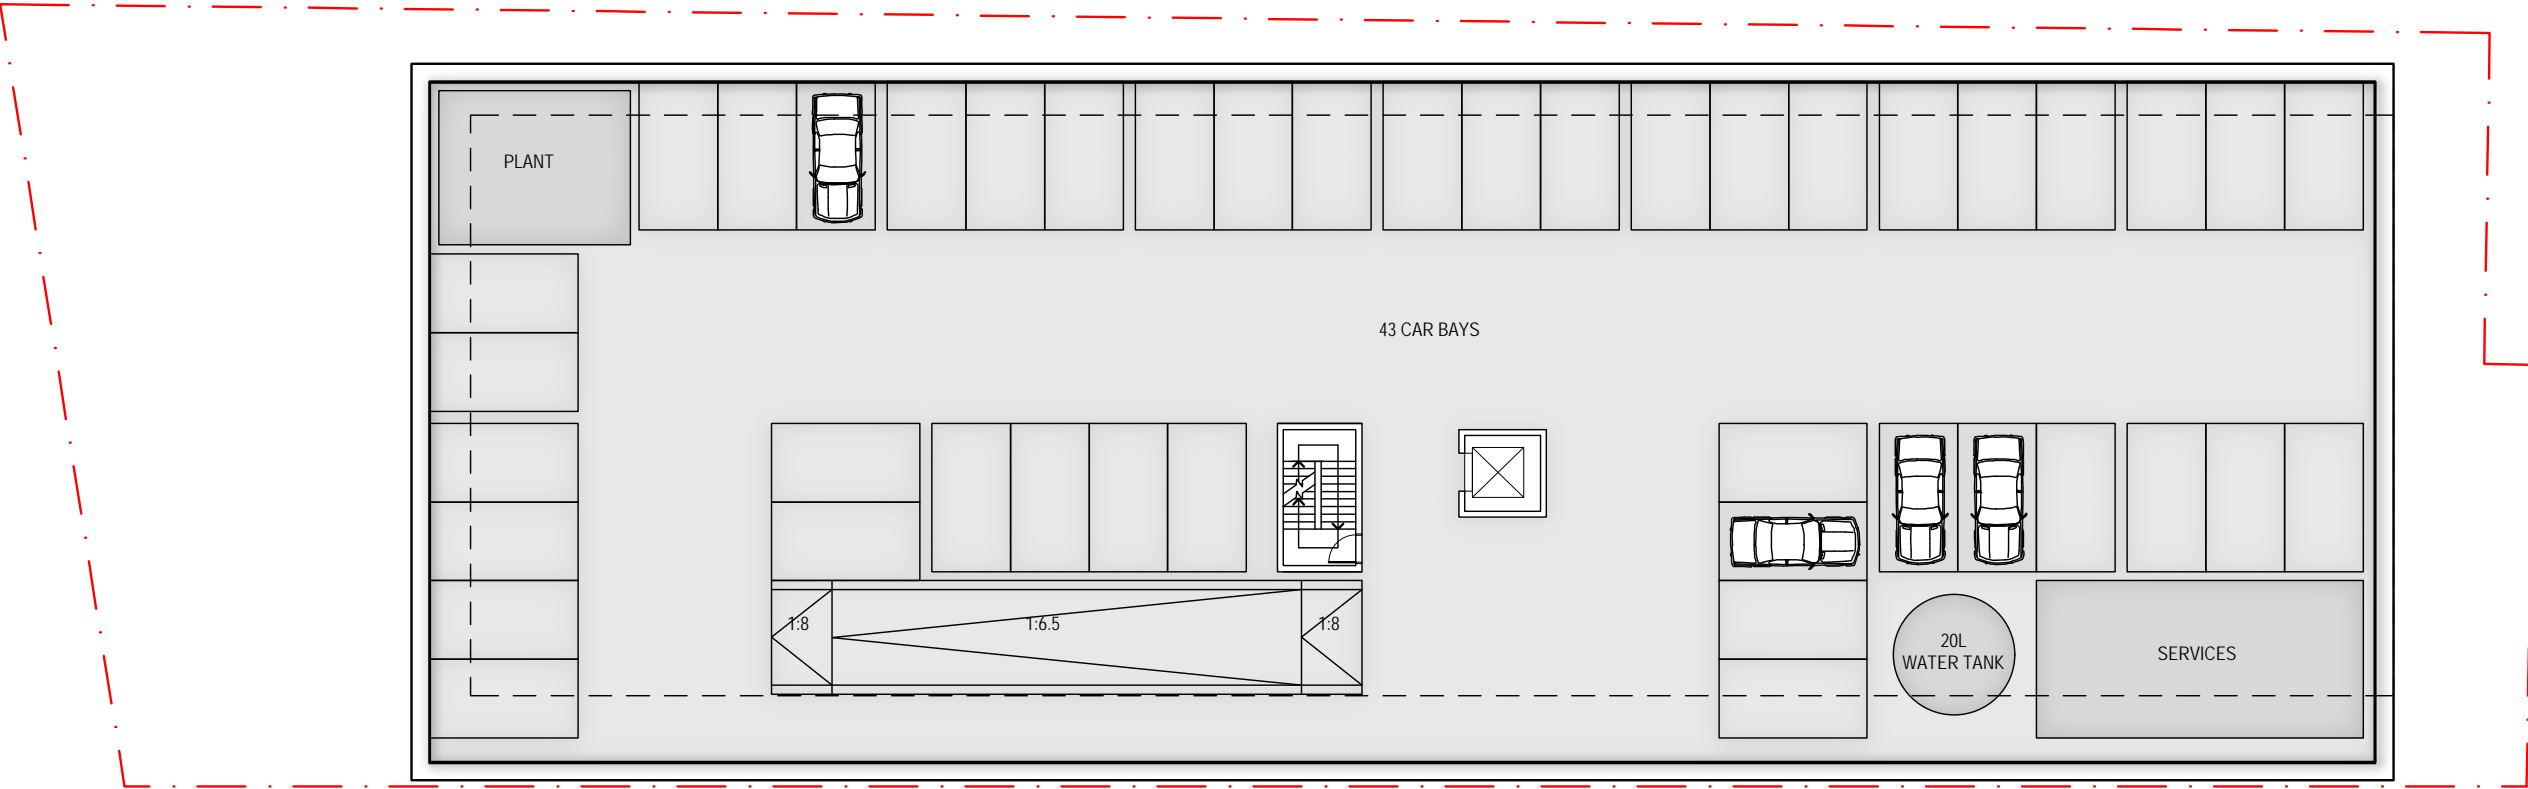 PLANT
43 CAR BAYS
1:8
1:6.5
1:8
20L
WATER TANK
SERVICES